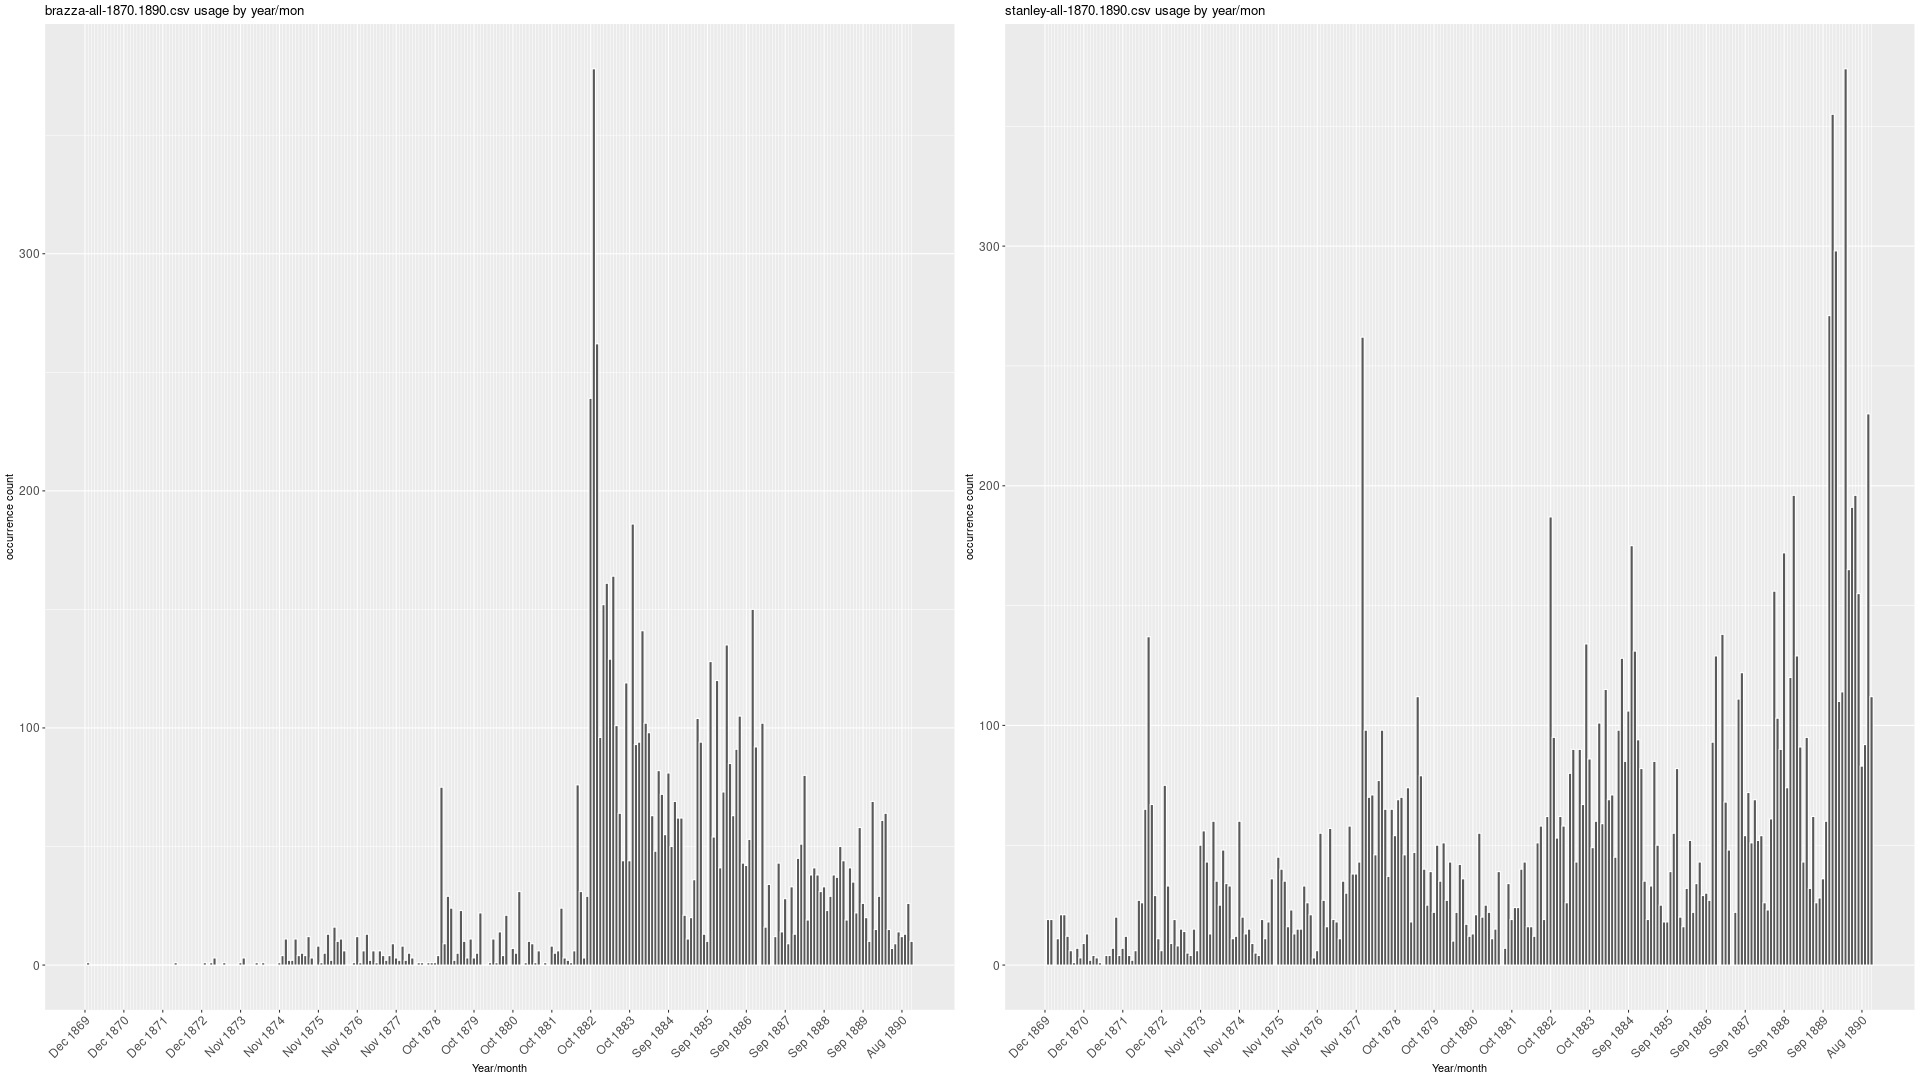 brazza-all-1870.1890.csv usage by year/mon
occurrence count
300
200
100
0
Dec 1869
Dec 1870
Dec 1871
Dec 1872
Nov 1873
Nov 1874
Nov 1875
Nov 1876
Nov 1877
Oct 1878
Oct 1879
Oct 1880
Oct 1881
Oct 1882
Oct 1883
Sep 1884
Sep 1885
Sep 1886
Sep 1887
Sep 1888
Sep 1889
Aug 1890
Year/month
stanley-all-1870.1890.csv usage by year/mon
occurrence count
300
200
100
0
Dec 1869
Dec 1870
Dec 1871
Dec 1872
Nov 1873
Nov 1874
Nov 1875
Nov 1876
Nov 1877
Oct 1878
Oct 1879
Oct 1880
Oct 1881
Oct 1882
Oct 1883
Sep 1884
Sep 1885
Sep 1886
Sep 1887
Sep 1888
Sep 1889
Aug 1890
Year/month